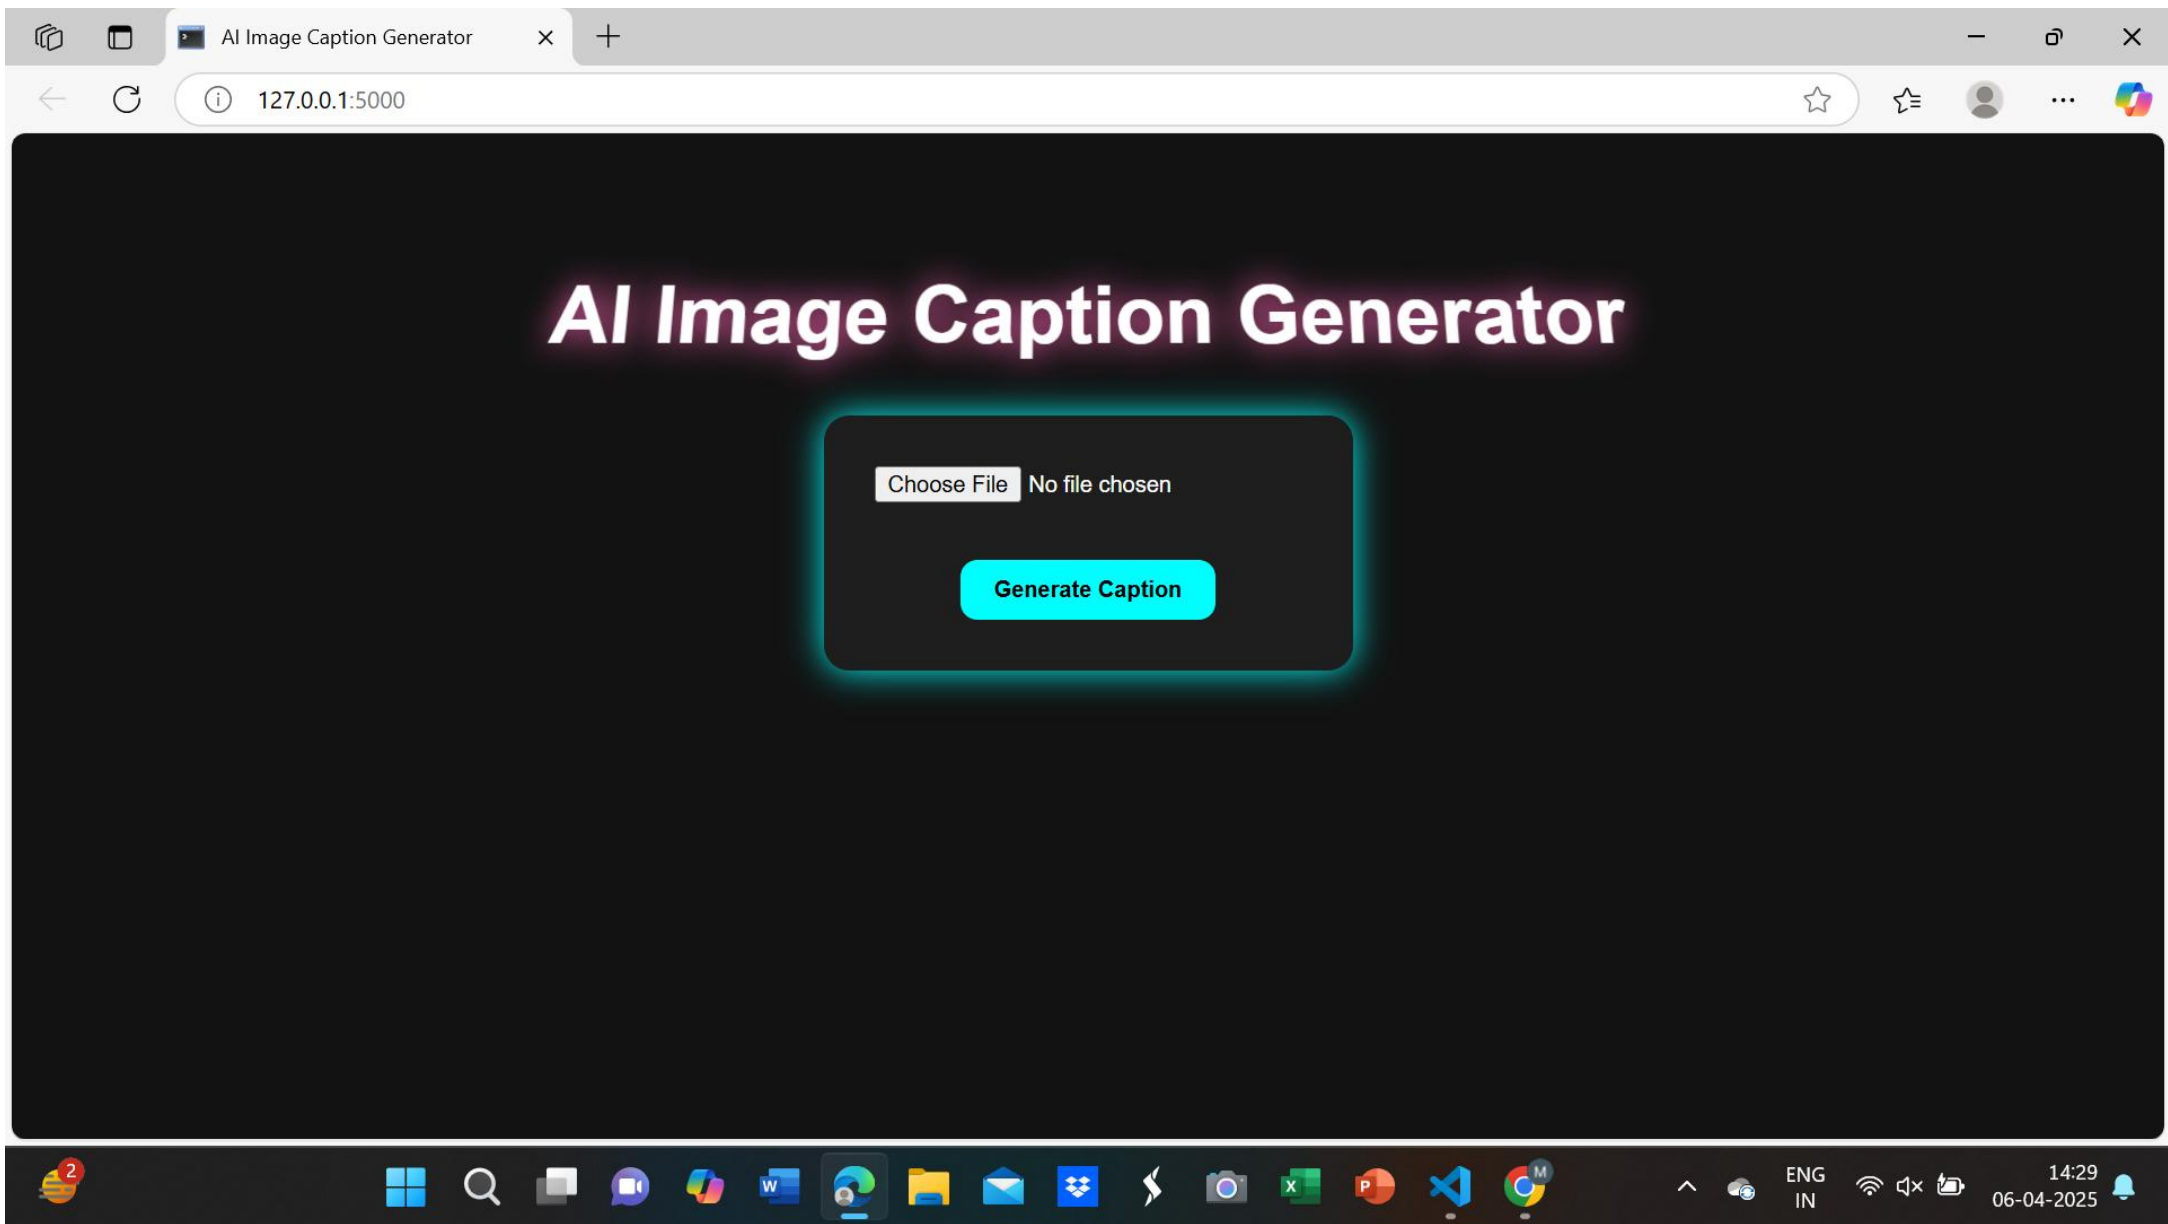 AI Image Caption Generator
127.0.0.1:5000
AI Image Caption Generator
Choose File No file chosen
Generate Caption
2
W
X
P
M
ENG
IN
14:29
06-04-2025